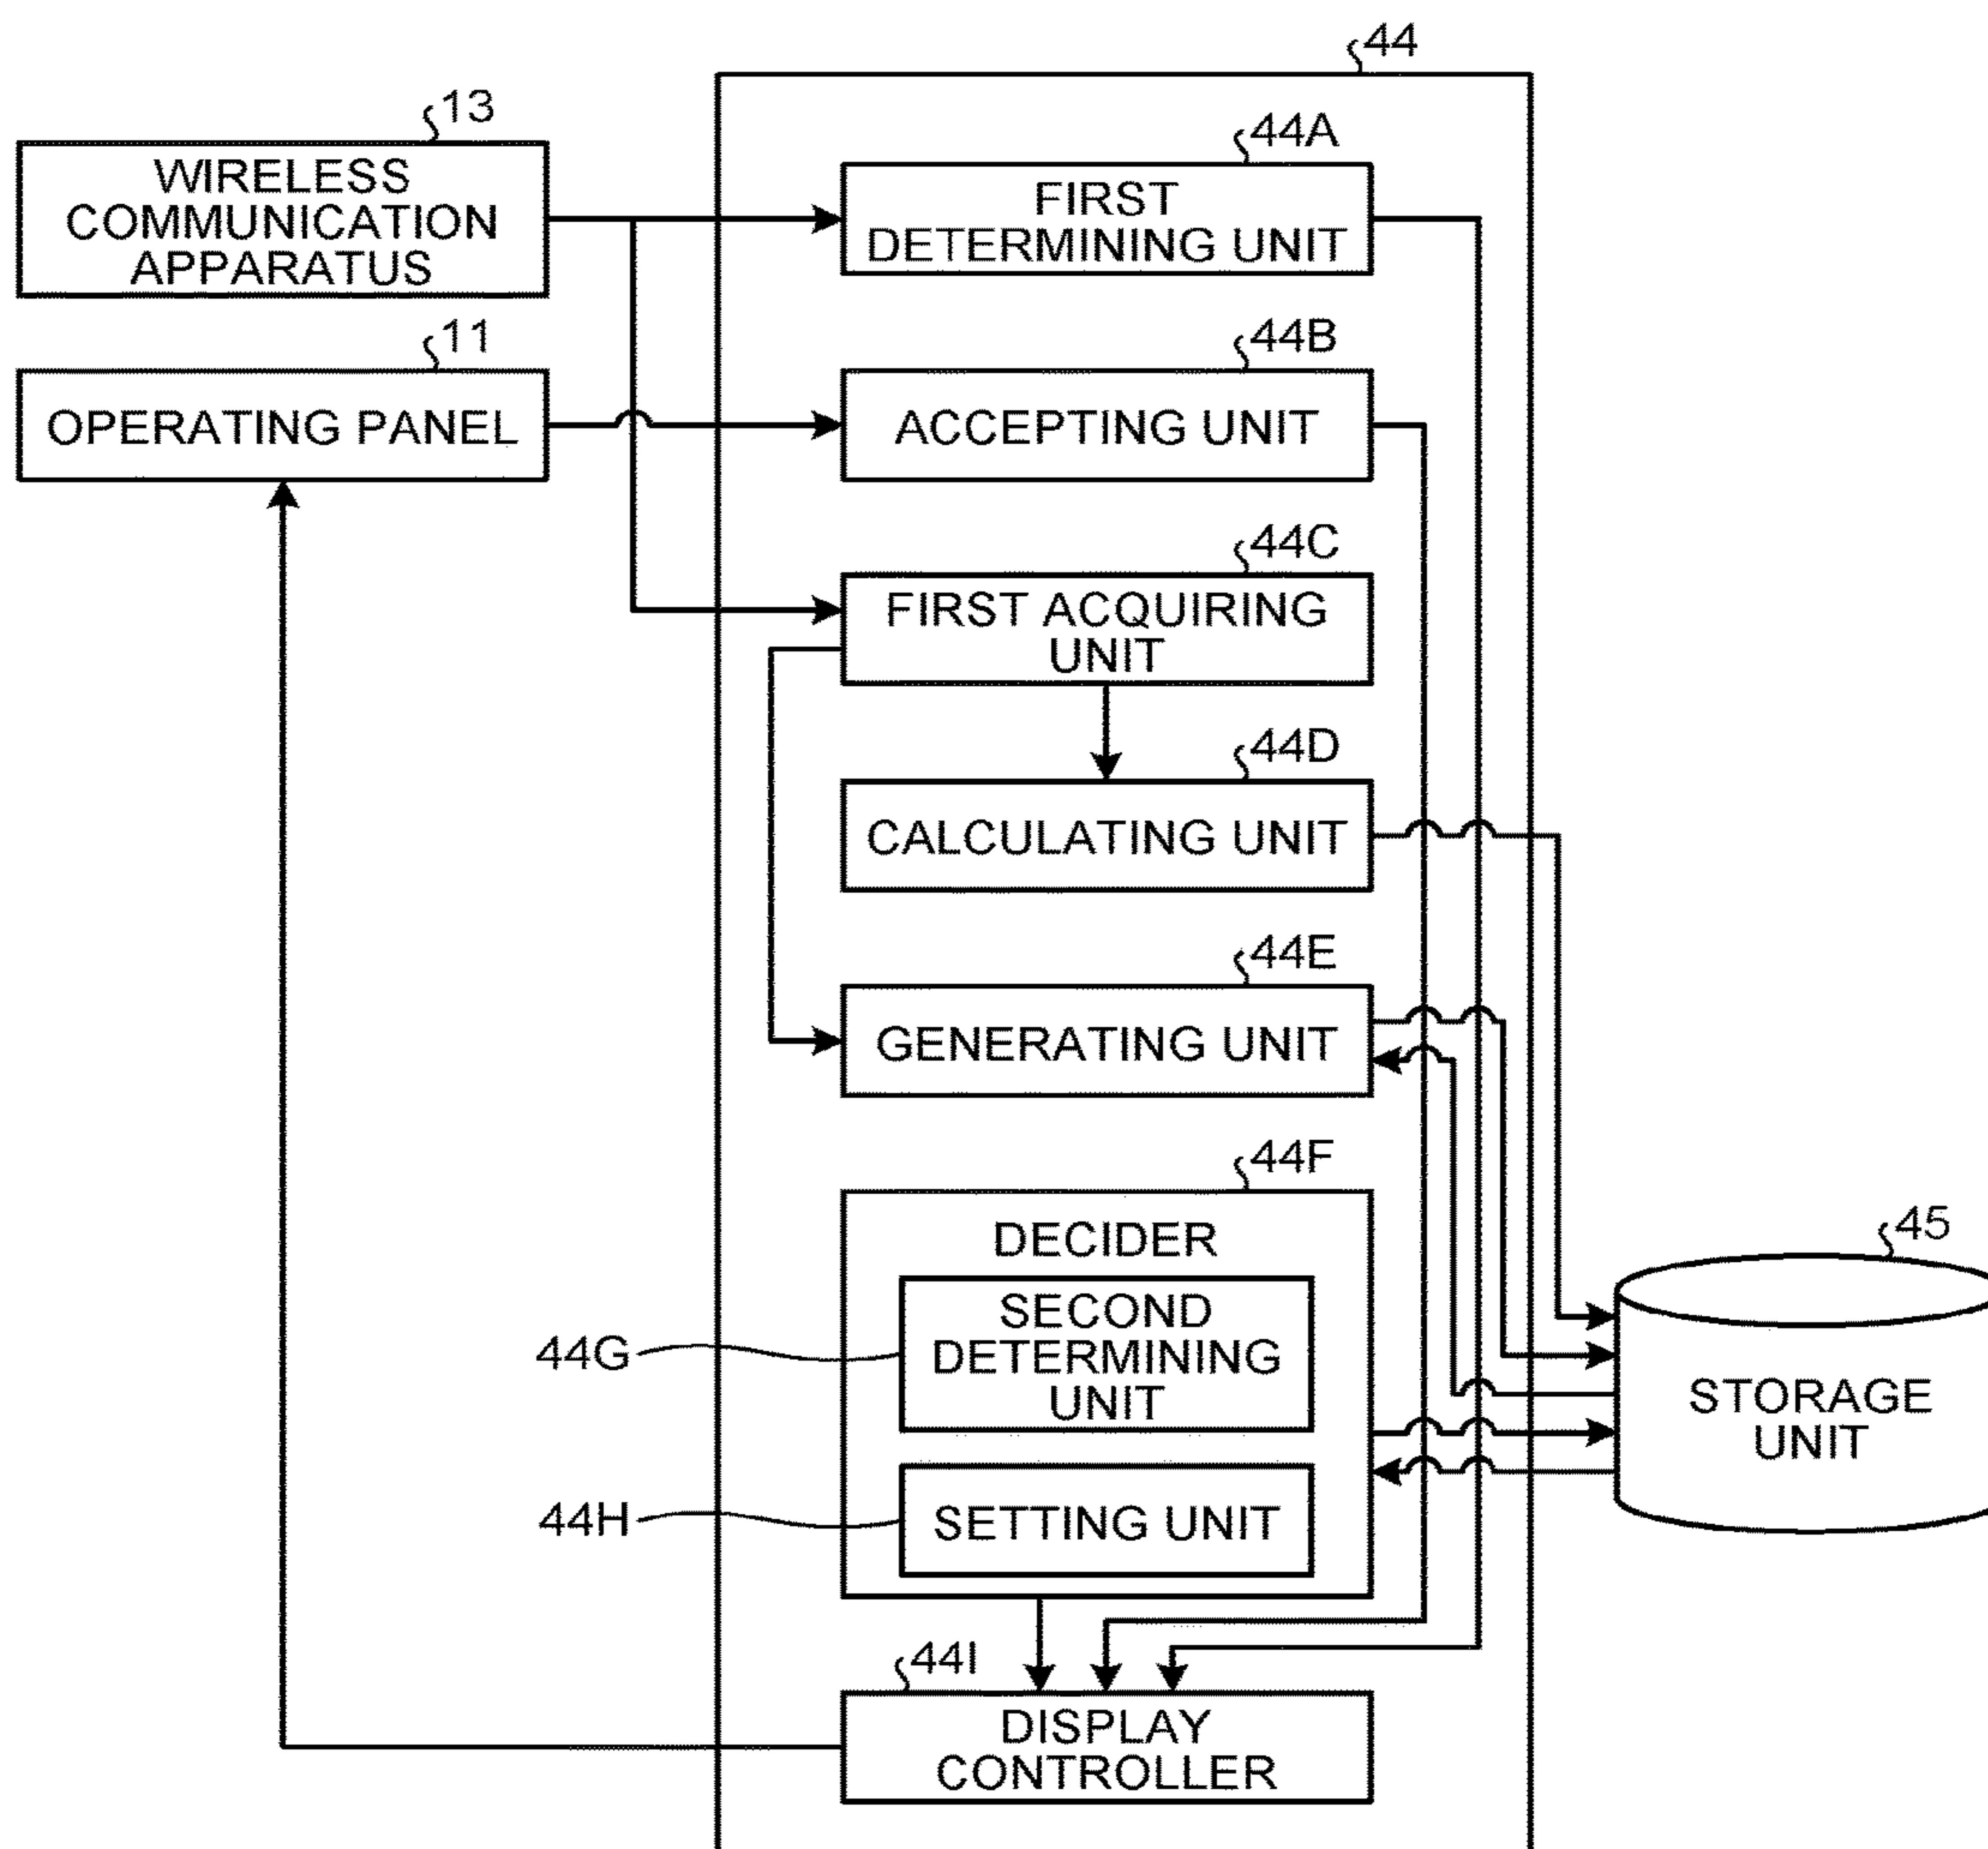 44
13
WIRELESS
COMMUNICATION
APPARATUS
44A
FIRST
DETERMINING UNIT
11
OPERATING PANEL
44B
ACCEPTING UNIT
44C
FIRST ACQUIRING
UNIT
44D
CALCULATING UNIT
44E
GENERATING UNIT
44F
DECIDER
44G
SECOND
DETERMINING
UNIT
44H
SETTING UNIT
45
STORAGE
UNIT
44I
DISPLAY
CONTROLLER